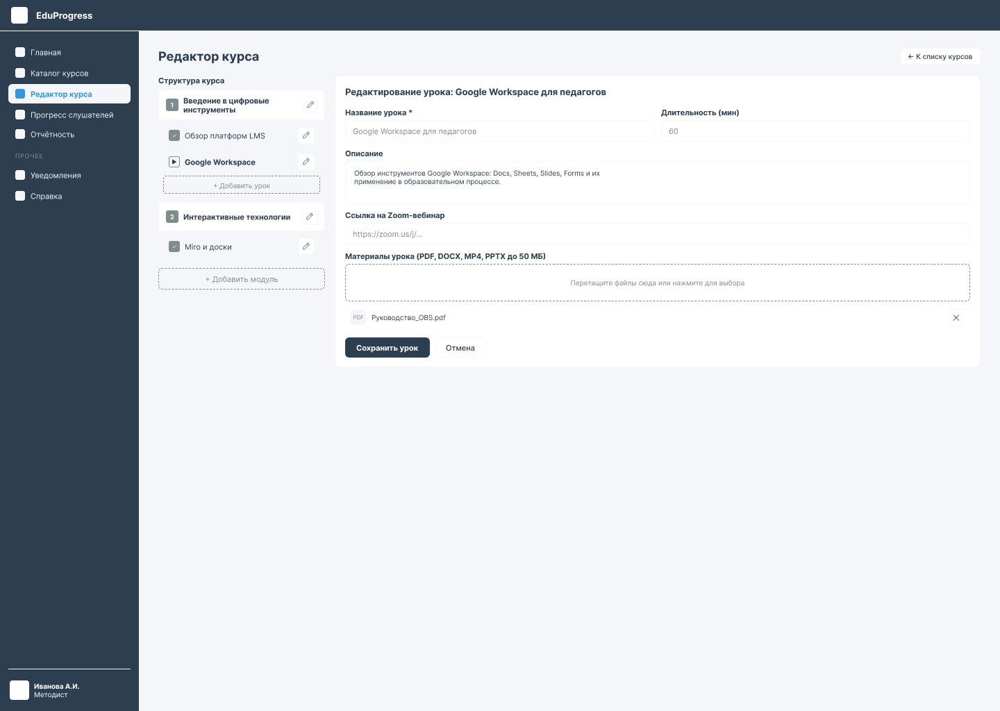 EduProgress
Главная
Каталог курсов
Редактор курса
Прогресс слушателей
Отчётность
ПРОЧЕЕ
Уведомления
Справка
Иванова А.И.
Методист
Редактор курса
← К списку курсов
Структура курса
1
Введение в цифровые
инструменты
Обзор платформ LMS
Google Workspace
+ Добавить урок
2
Интерактивные технологии
Miro и доски
+ Добавить модуль
Редактирование урока: Google Workspace для педагогов
Название урока *
Google Workspace для педагогов
Длительность (мин)
60
Описание
Обзор инструментов Google Workspace: Docs, Sheets, Slides, Forms и их
применение в образовательном процессе.
Ссылка на Zoom-вебинар
https://zoom.us/j/...
Материалы урока (PDF, DOCX, MP4, PPTX до 50 МБ)
Перетащите файлы сюда или нажмите для выбора
PDF
Руководство_OBS.pdf
Сохранить урок
Отмена